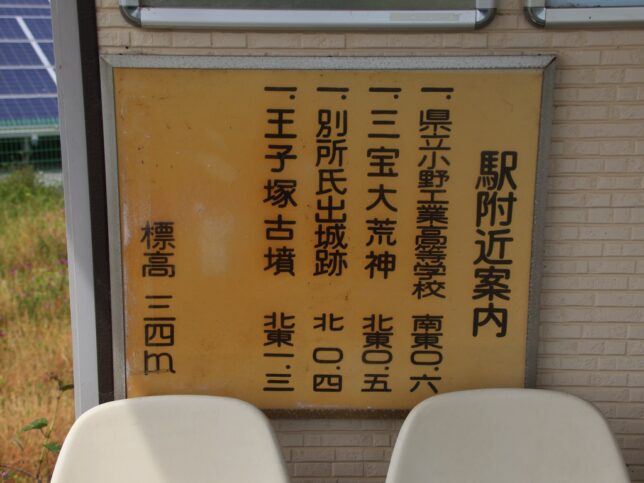 駅附近案内
一．県立小野工業高等学校 南東〇．六
一．三宝大荒神 北東〇．五
一．別所氏出城跡 北 〇．四
一．王子塚古墳 北東一．三
標高 三四m